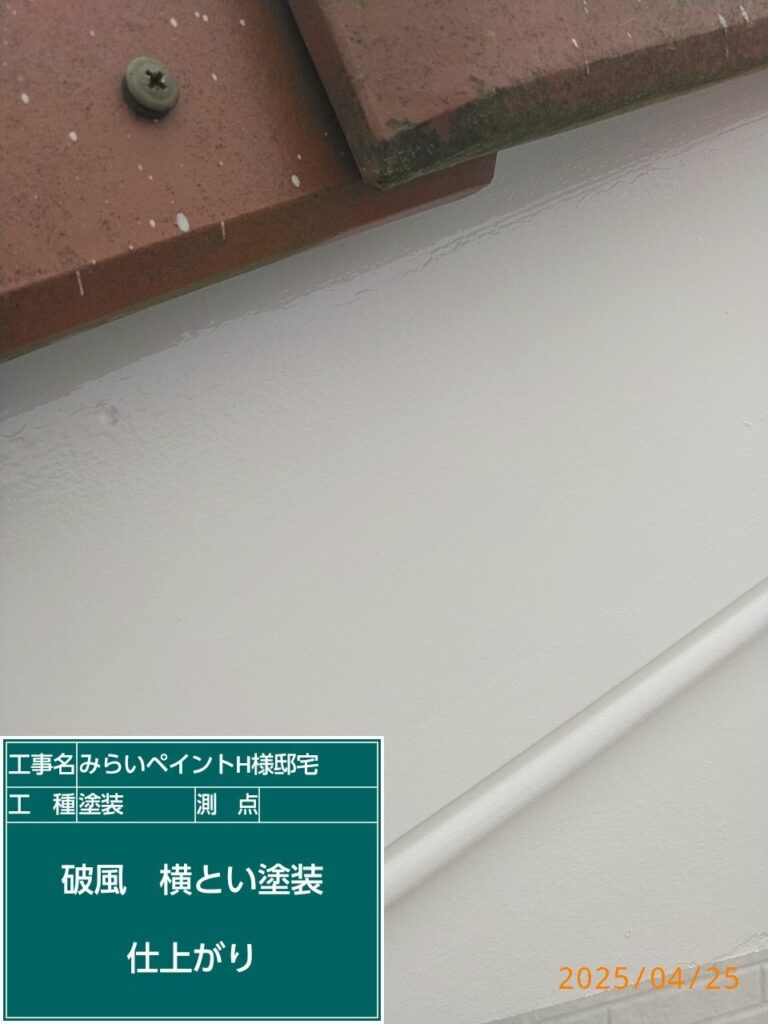 工事名 みらいペイントH様邸宅
工　種 塗装 測　点
破風　横とい塗装
仕上がり
2025/04/25